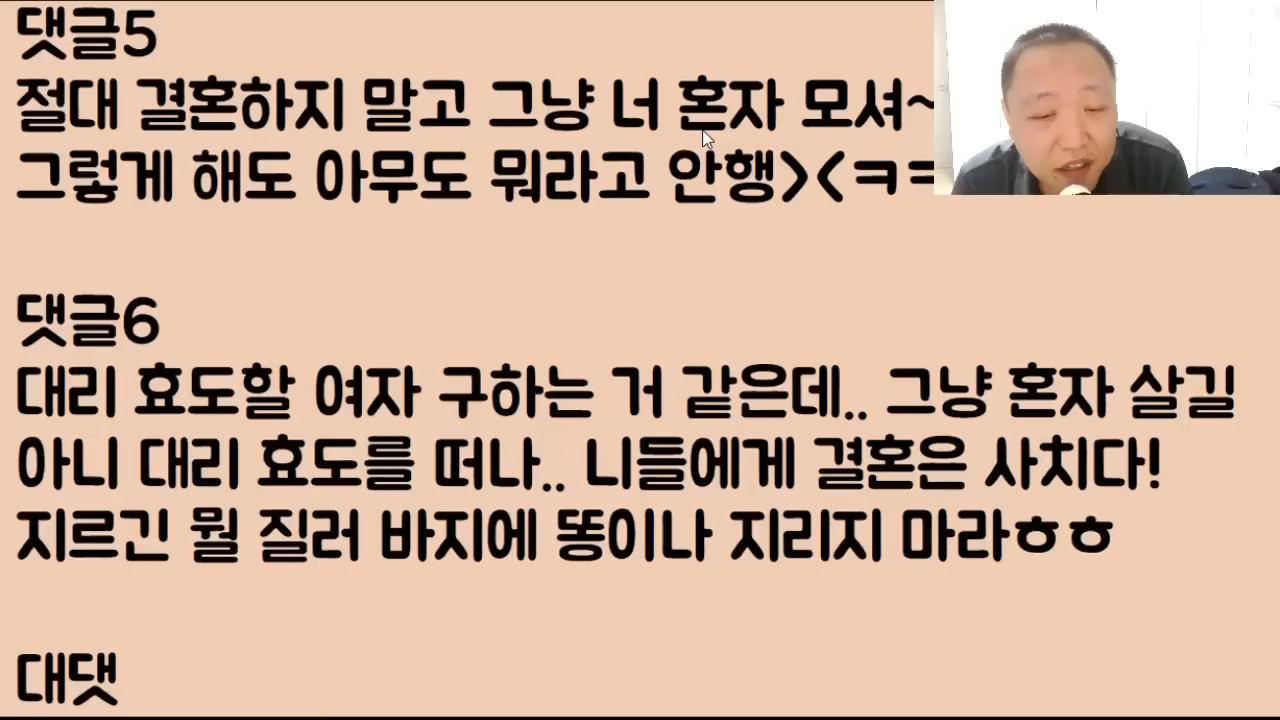 댓글5
절대 결혼하지 말고 그냥 너 혼자 모셔~
그렇게 해도 아무도 뭐라고 안행><ㅋㅋ
댓글6
대리 효도할 여자 구하는 거 같은데.. 그냥 혼자 살길
아니 대리 효도를 떠나.. 니들에게 결혼은 사치다!
지르긴 뭘 질러 바지에 똥이나 지리지 마라ㅎㅎ
대댓